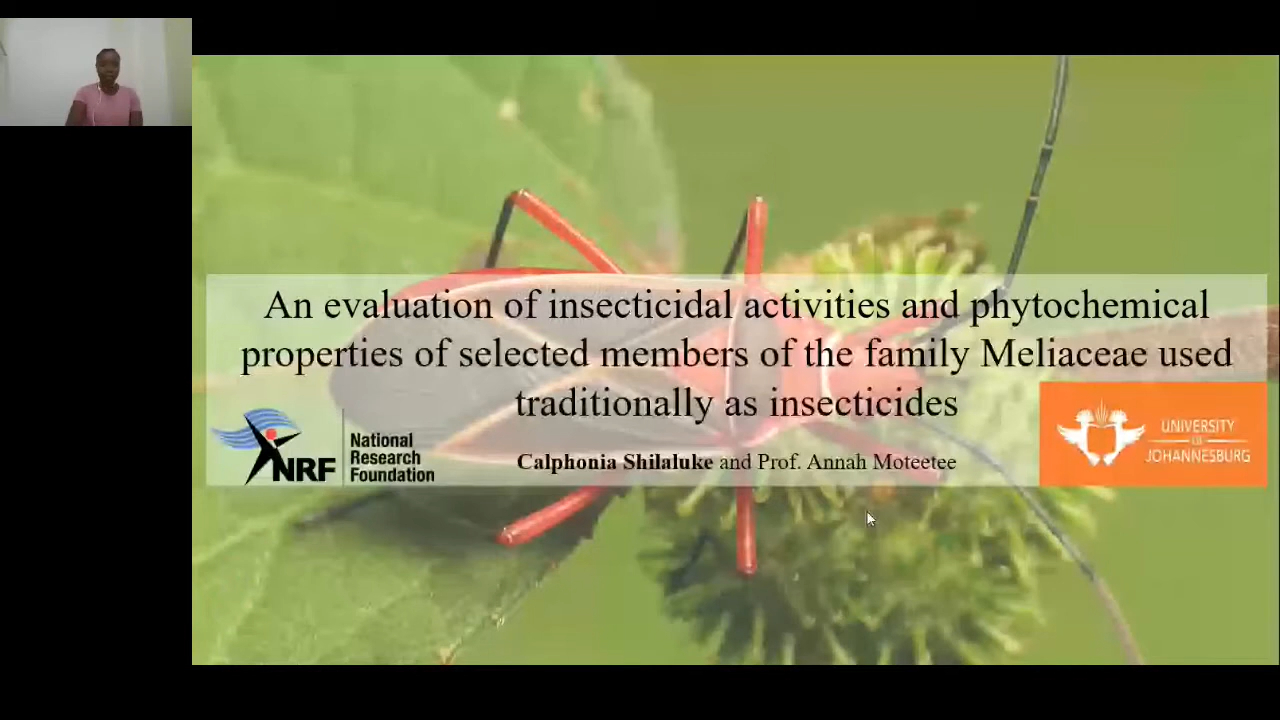 An evaluation of insecticidal activities and phytochemical
properties of selected members of the family Meliaceae used
traditionally as insecticides
Calphonia Shilaluke and Prof. Annah Moteetee
NRF
National
Research
Foundation
UNIVERSITY
OF
JOHANNESBURG